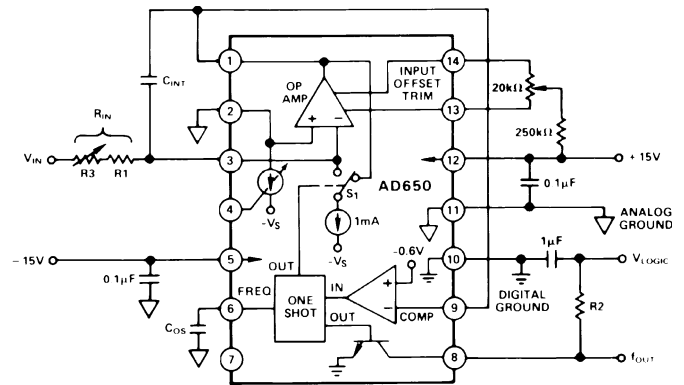 1
14
OP
AMP
INPUT
OFFSET
TRIM
20kΩ
CINT
2
+
−
13
RIN
250kΩ
VIN
R3
R1
3
12
+ 15V
S1
AD650
4
-VS
1mA
0 1µF
11
ANALOG
GROUND
-VS
-0.6V
1µF
− 15V
5
OUT
10
VLOGIC
0 1µF
FREQ
+
DIGITAL
GROUND
6
ONE
SHOT
IN
−
COMP
9
R2
COS
OUT
7
8
fOUT